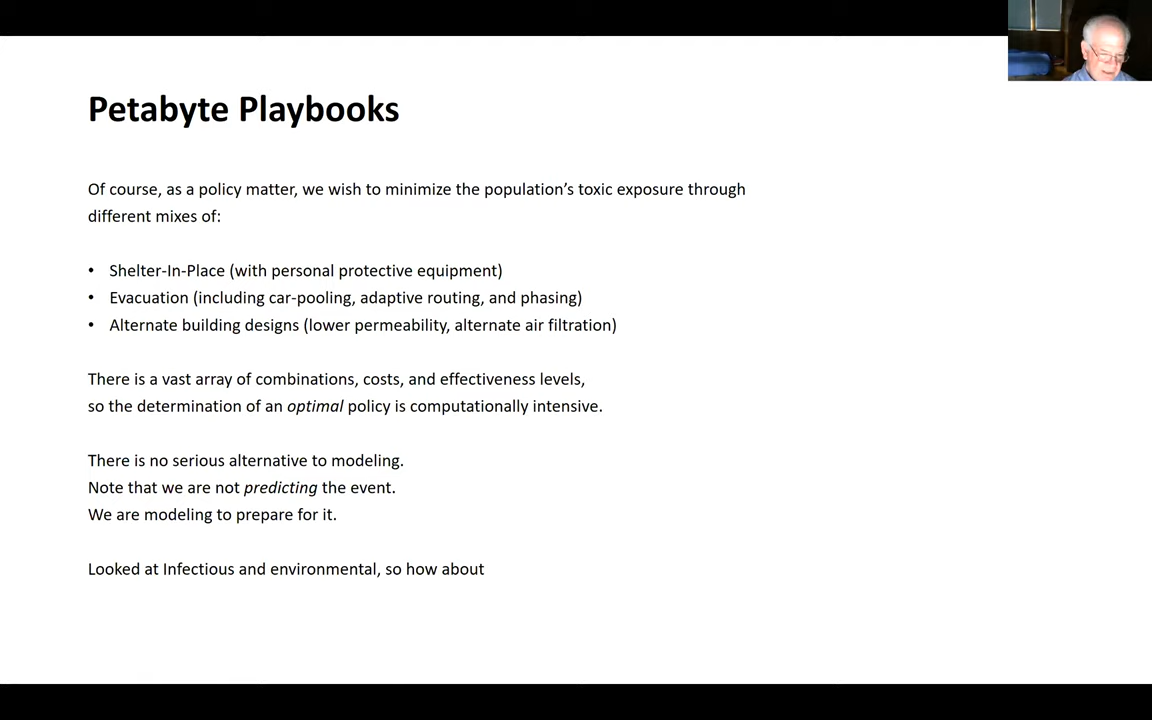 Petabyte Playbooks
Of course, as a policy matter, we wish to minimize the population's toxic exposure through
different mixes of:
• Shelter-In-Place (with personal protective equipment)
• Evacuation (including car-pooling, adaptive routing, and phasing)
• Alternate building designs (lower permeability, alternate air filtration)
There is a vast array of combinations, costs, and effectiveness levels,
so the determination of an optimal policy is computationally intensive.
There is no serious alternative to modeling.
Note that we are not predicting the event.
We are modeling to prepare for it.
Looked at Infectious and environmental, so how about